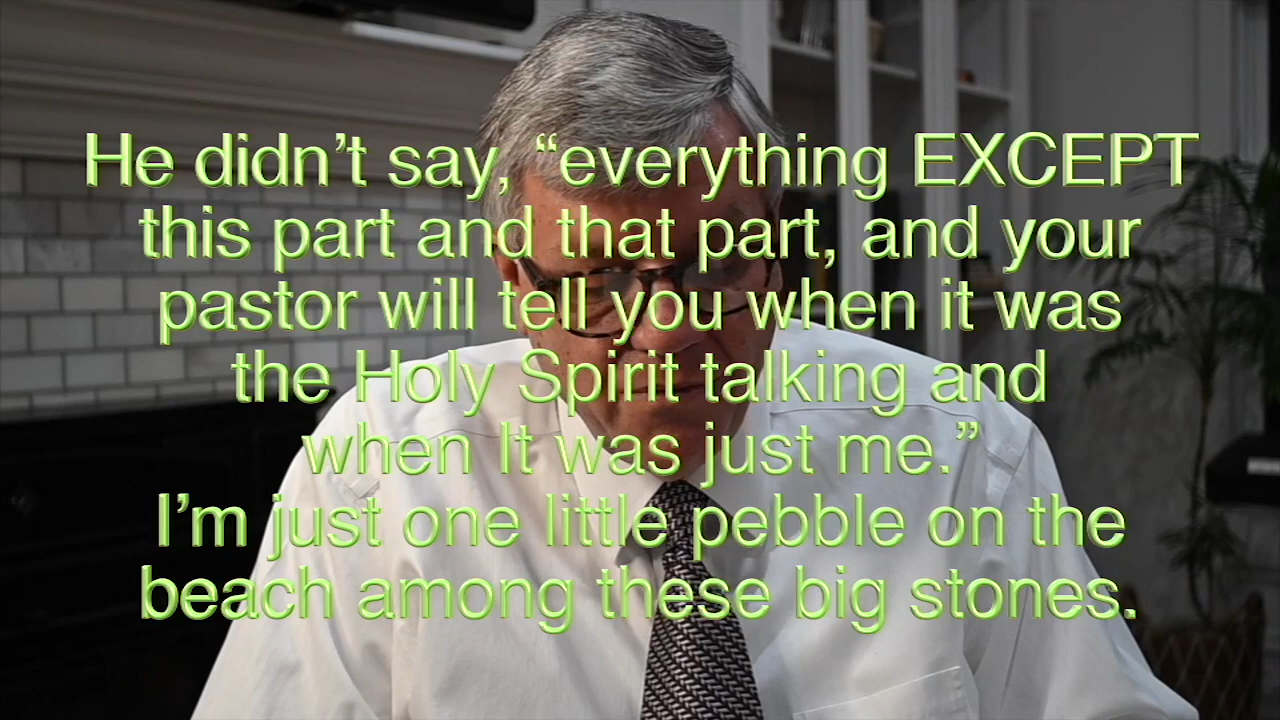 He didn’t say, “everything EXCEPT
this part and that part, and your
pastor will tell you when it was
the Holy Spirit talking and
when It was just me.”
I’m just one little pebble on the
beach among these big stones.